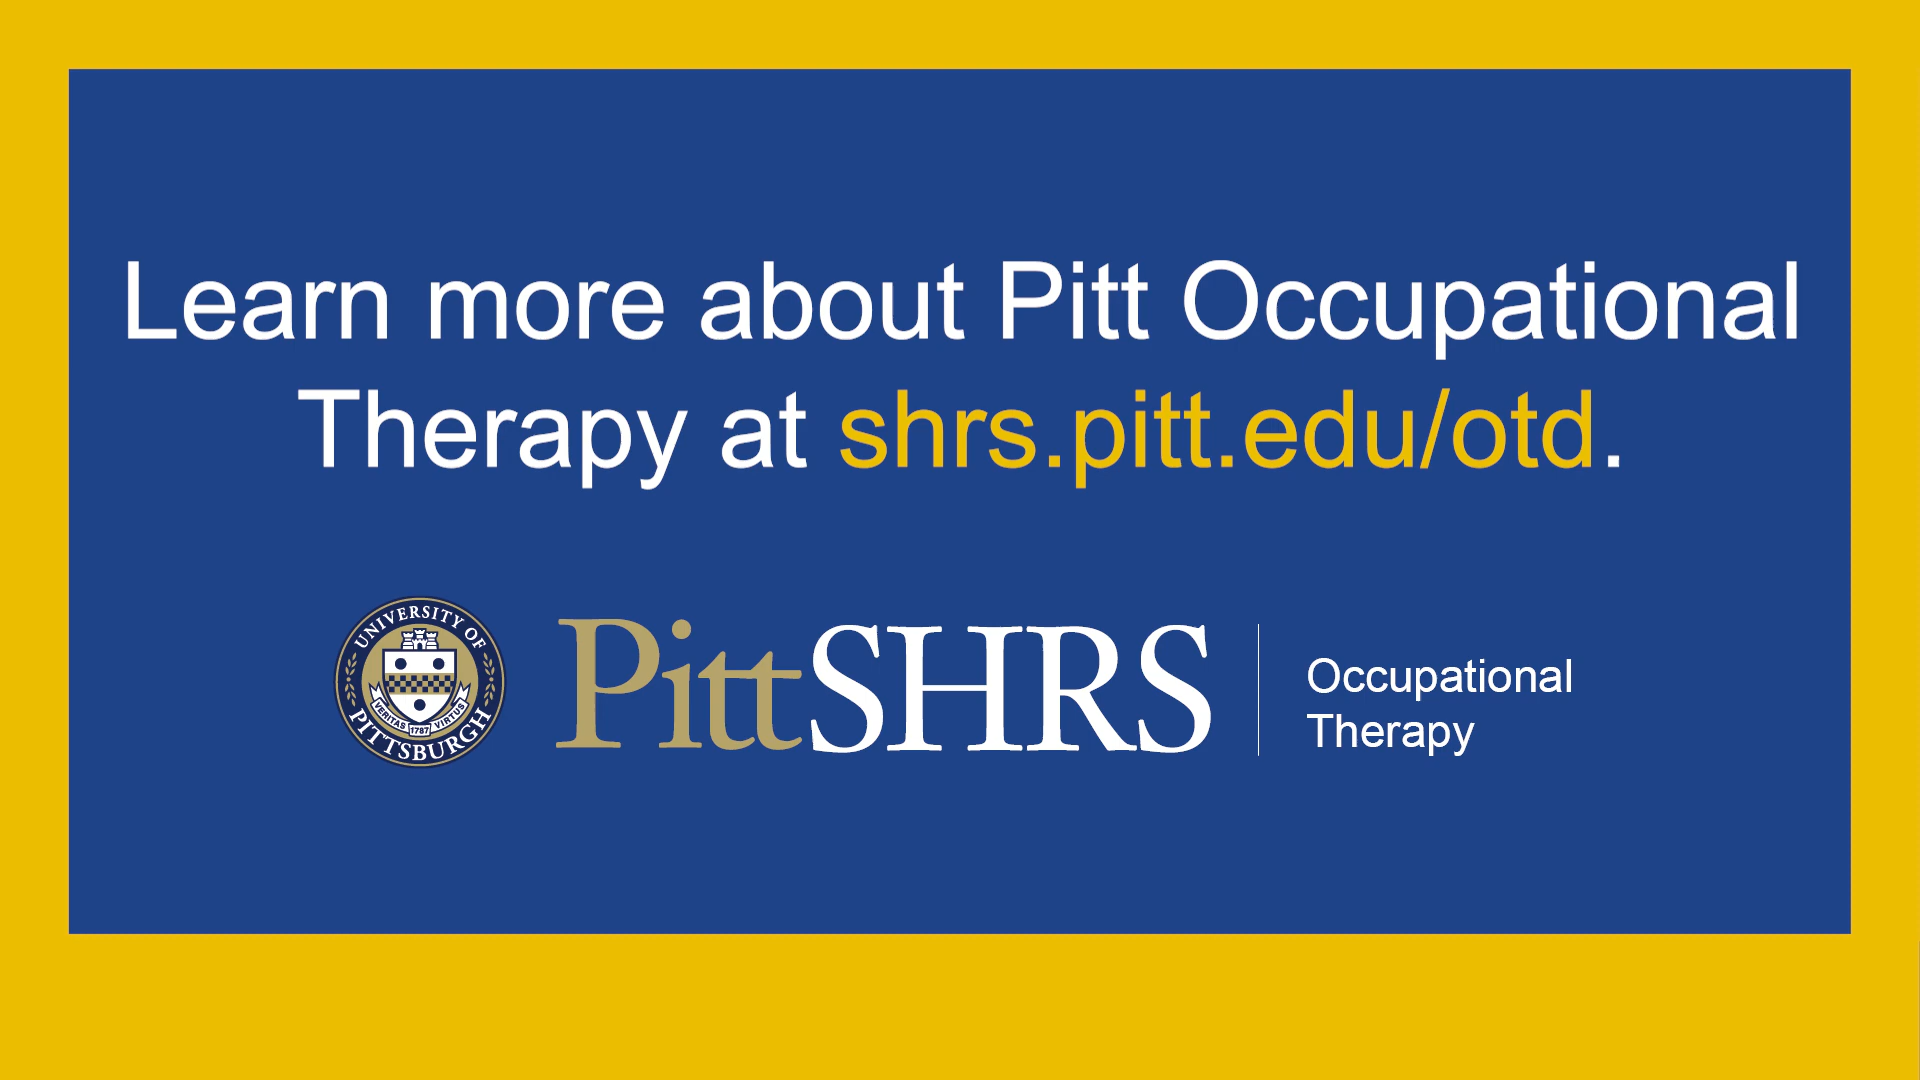 Learn more about Pitt Occupational
Therapy at shrs.pitt.edu/otd.
UNIVERSITY OF
VERITAS 1787 VIRTUS
PITTSBURGH
PittSHRS
Occupational
Therapy